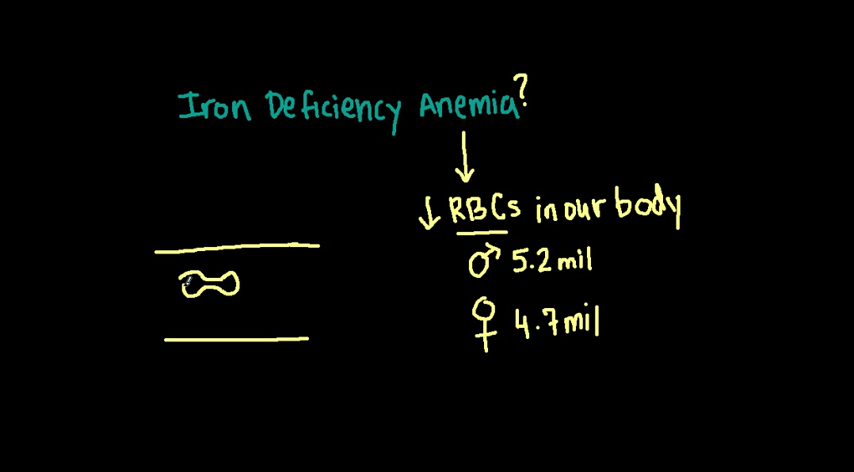 Iron Deficiency Anemia?
↓ RBCs in our body
♂ 5.2 mil
♀ 4.7 mil